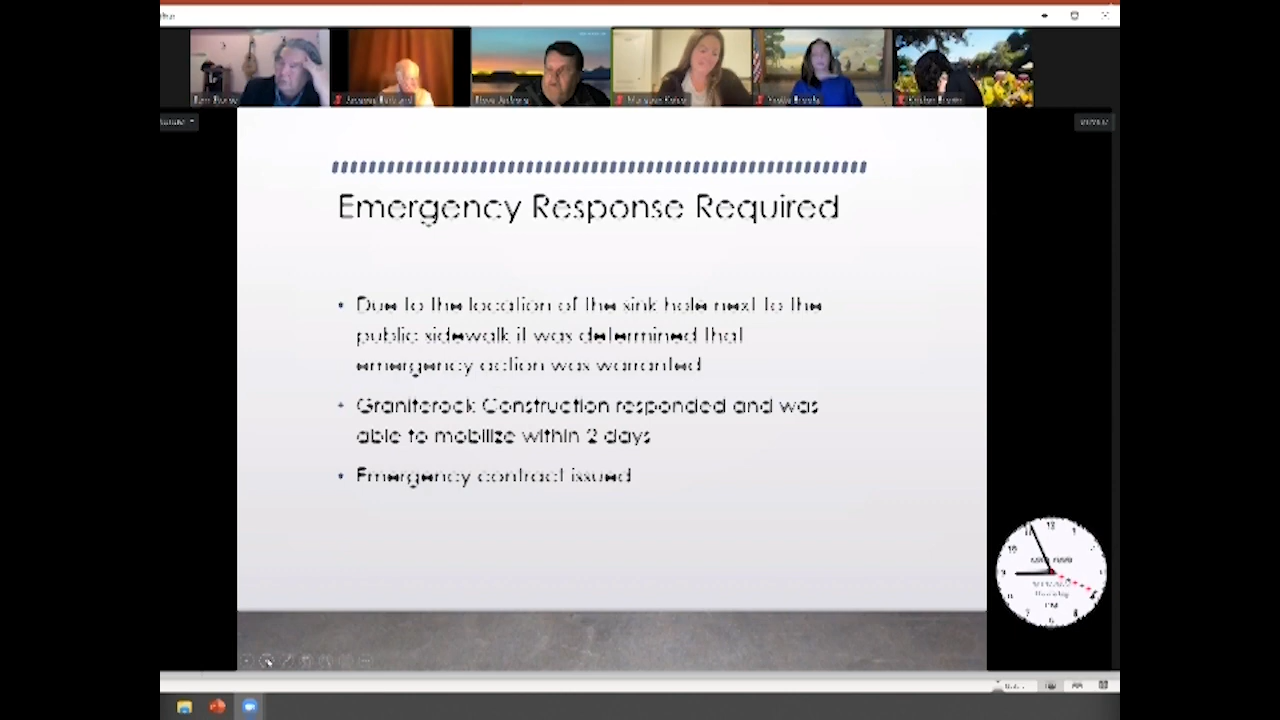 Emergency Response Required
• Due to the location of the sink hole next to the
public sidewalk it was determined that
emergency action was warranted
• Graniterock Construction responded and was
able to mobilize within 2 days
• Emergency contract issued